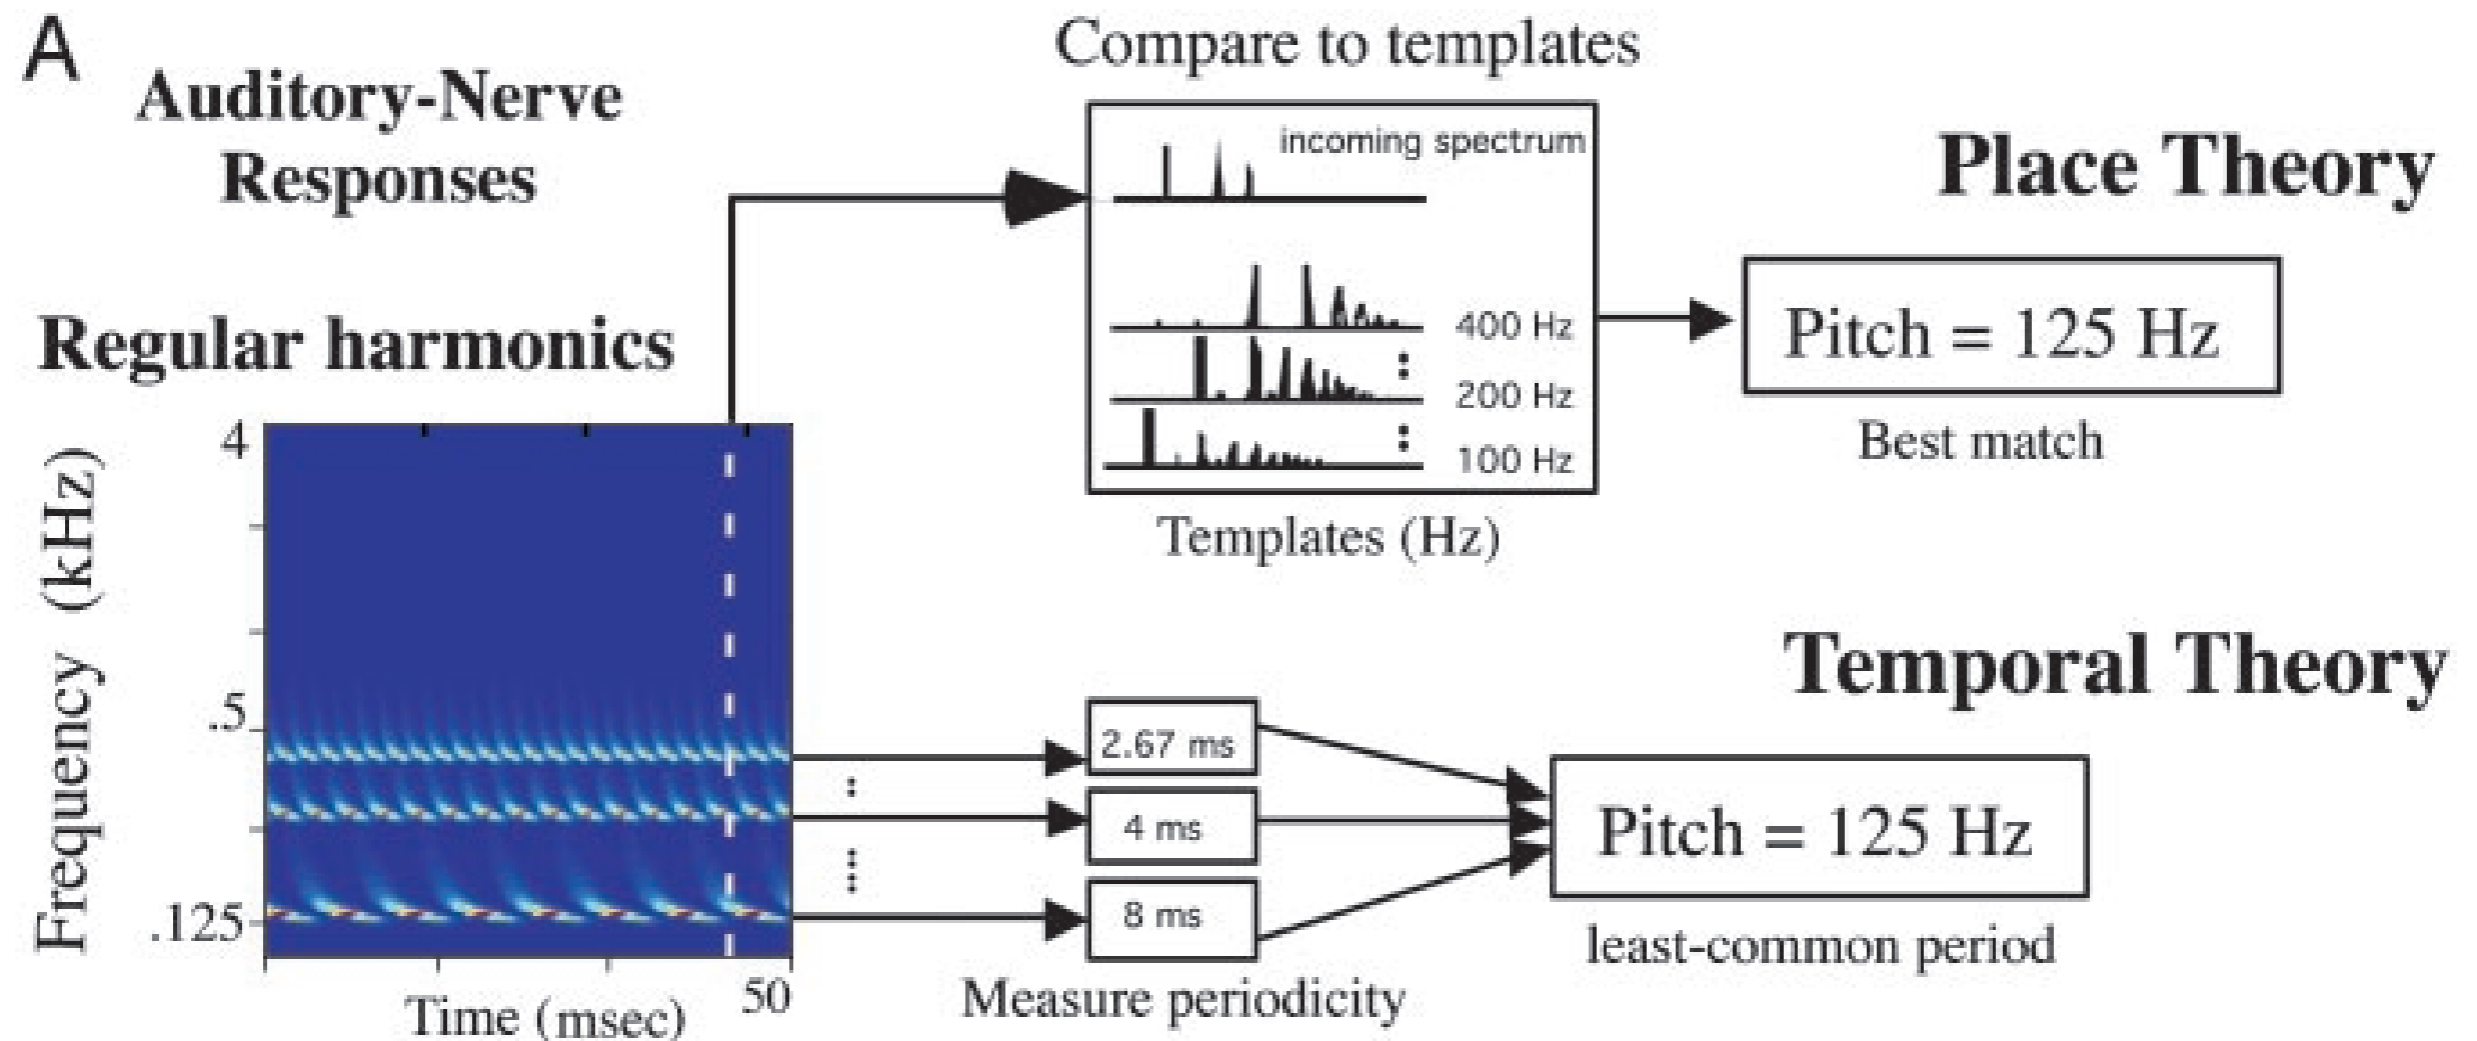 A
Auditory-Nerve
Responses
Regular harmonics
4
.5
.125
Frequency (kHz)
Time (msec)
50
Compare to templates
incoming spectrum
400 Hz
200 Hz
100 Hz
Templates (Hz)
Place Theory
Pitch = 125 Hz
Best match
2.67 ms
4 ms
8 ms
Measure periodicity
Temporal Theory
Pitch = 125 Hz
least-common period